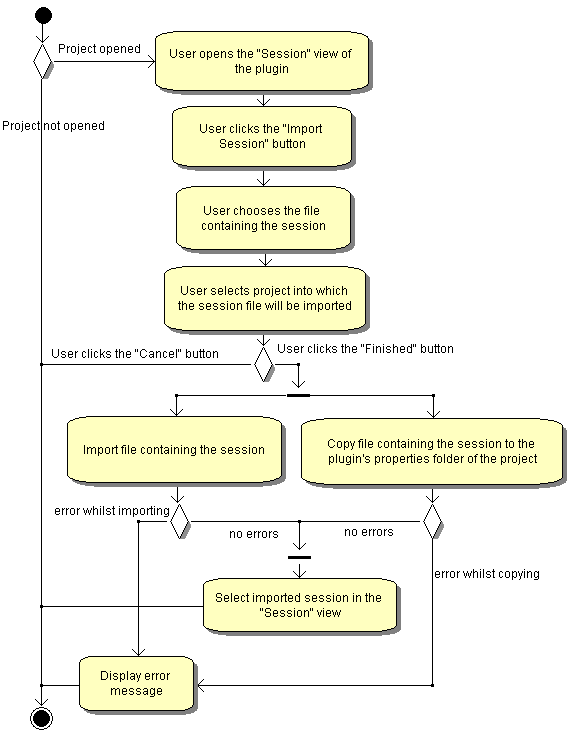 Project opened
User opens the "Session" view of
the plugin
Project not opened
User clicks the "Import
Session" button
User chooses the file
containing the session
User selects project into which
the session file will be imported
User clicks the "Cancel" button
User clicks the "Finished" button
Import file containing the session
Copy file containing the session to the
plugin's properties folder of the project
error whilst importing
no errors
no errors
error whilst copying
Select imported session in the
"Session" view
Display error
message